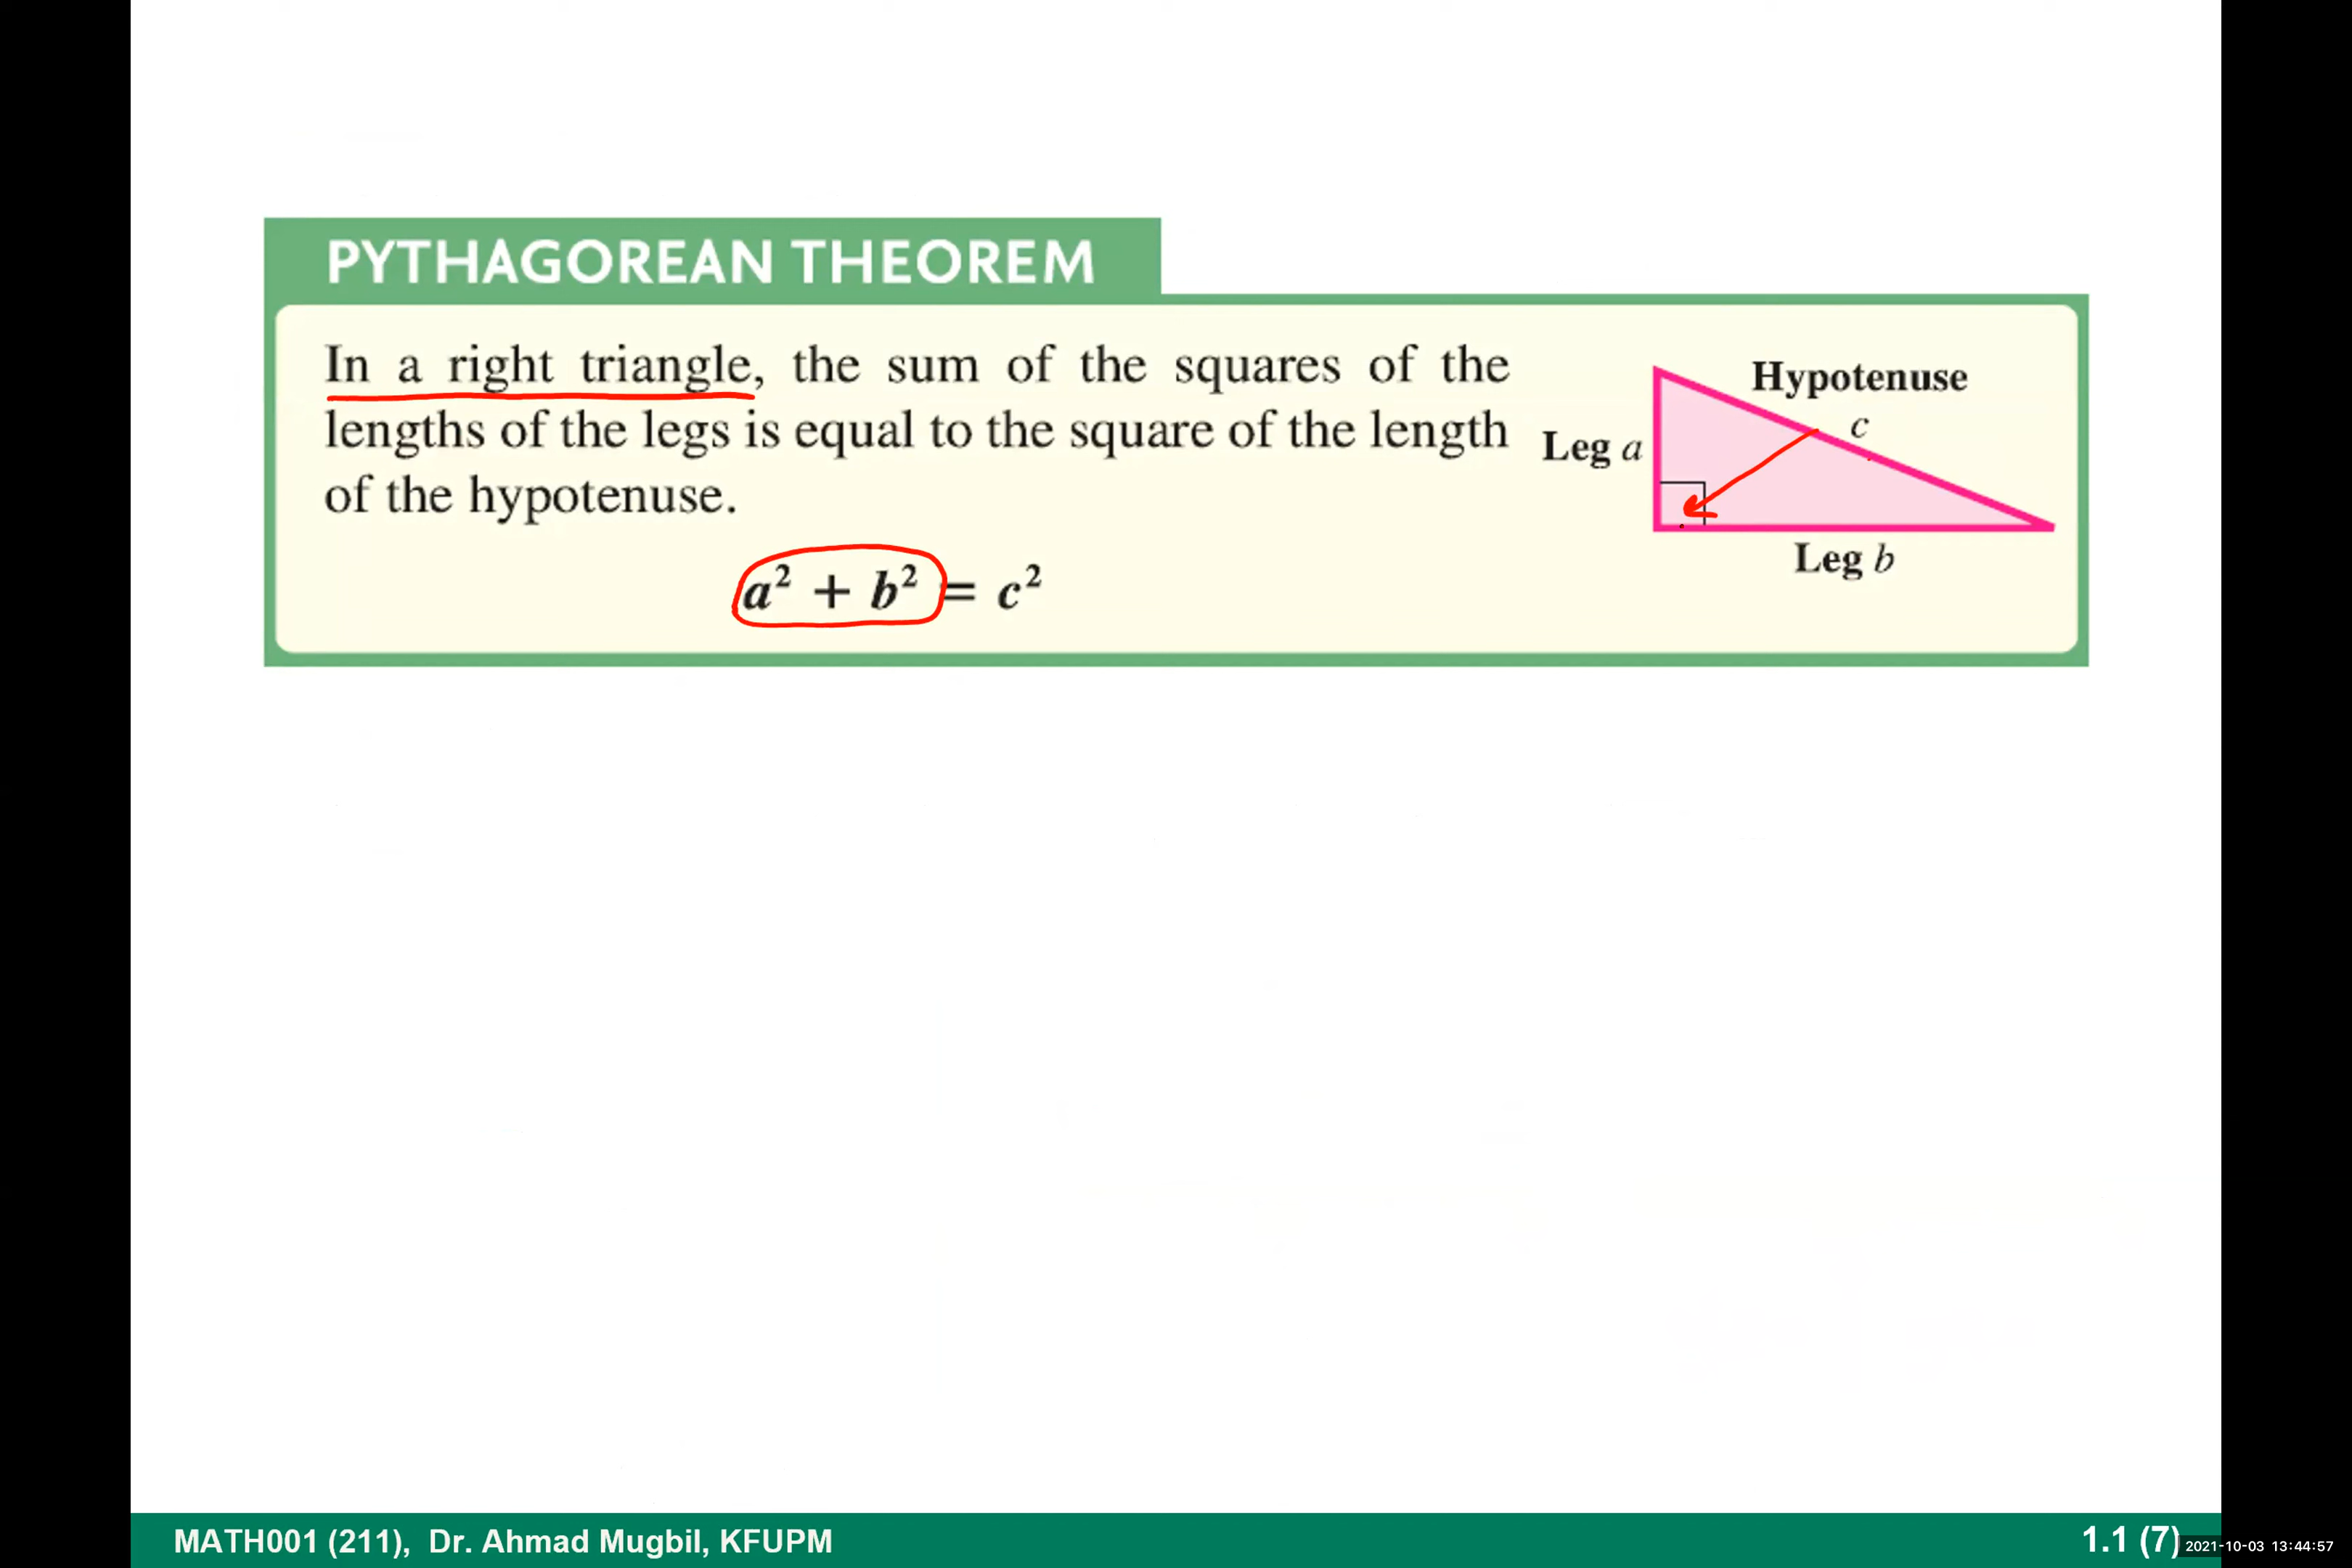 PYTHAGOREAN THEOREM
In a right triangle, the sum of the squares of the
lengths of the legs is equal to the square of the length
of the hypotenuse.
a² + b² = c²
Hypotenuse
c
Leg a
Leg b
MATH001 (211), Dr. Ahmad Mugbil, KFUPM
1.1 (7)
2021-10-03 13:44:57